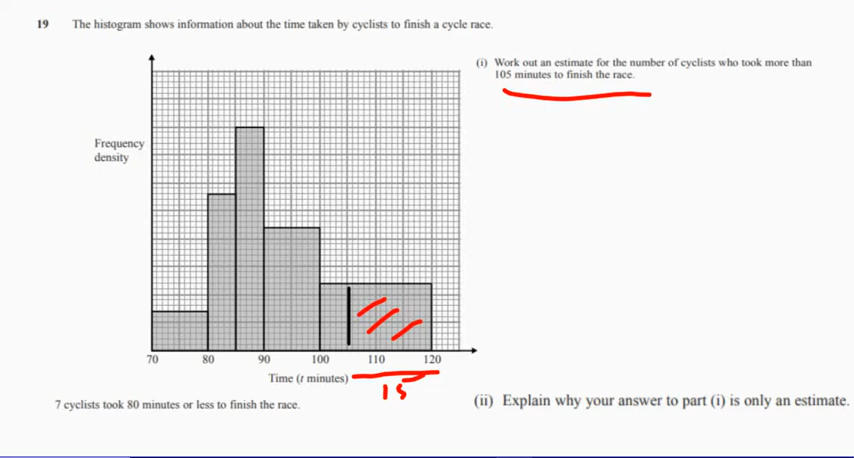 19 The histogram shows information about the time taken by cyclists to finish a cycle race.
(i) Work out an estimate for the number of cyclists who took more than
105 minutes to finish the race.
Frequency
density
70 80 90 100 110 120
Time (t minutes)
15
7 cyclists took 80 minutes or less to finish the race.
(ii) Explain why your answer to part (i) is only an estimate.